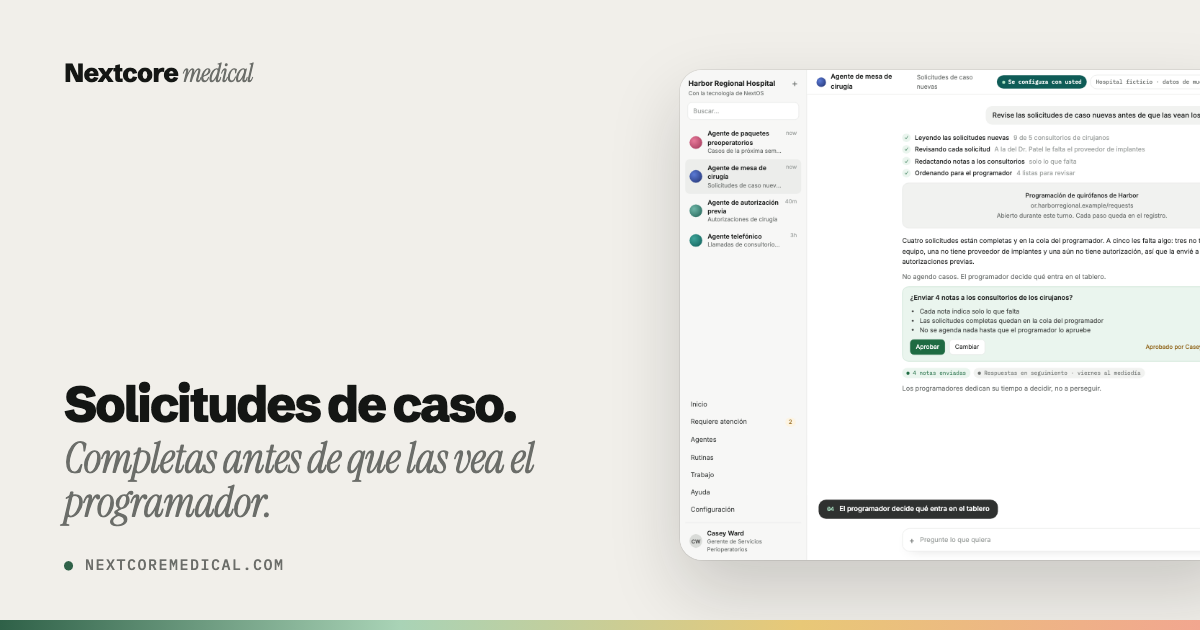 Nextcore medical
Solicitudes de caso.
Completas antes de que las vea el
programador.
NEXTCOREMEDICAL.COM
Harbor Regional Hospital +
Con la tecnología de NexIOS
Buscar...
Agente de paquetes now
preoperatorios
Casos de la próxima sem...
Agente de mesa de now
cirugía
Solicitudes de caso nuev...
Agente de autorización 40m
previa
Autorizaciones de cirugía
Agente telefónico 3h
Llamadas de consultorio...
Inicio
Requiere atención 2
Agentes
Rutinas
Trabajo
Ayuda
Configuración
CW
Casey Ward
Gerente de Servicios
Perioperatorios
Agente de mesa de
cirugía
Solicitudes de caso
nuevas
Se configura con usted
Hospital ficticio · datos de
Revise las solicitudes de caso nuevas antes de que las vean los
Leyendo las solicitudes nuevas 9 de 5 consultorios de cirujanos
Revisando cada solicitud A la del Dr. Patel le falta el proveedor de implantes
Redactando notas a los consultorios solo lo que falta
Ordenando para el programador 4 listas para revisar
Programación de quirófanos de Harbor
or.harborregional.example/requests
Abierto durante este turno. Cada paso queda en el registro.
Cuatro solicitudes están completas y en la cola del programador. A cinco les falta algo: tres no
equipo, una no tiene proveedor de implantes y una aún no tiene autorización, así que la envié a
autorizaciones previas.
No agendo casos. El programador decide qué entra en el tablero.
¿Enviar 4 notas a los consultorios de los cirujanos?
• Cada nota indica solo lo que falta
• Las solicitudes completas quedan en la cola del programador
• No se agenda nada hasta que el programador lo apruebe
Aprobar Cambiar Aprobado por Casey
4 notas enviadas Respuestas en seguimiento · viernes al mediodía
Los programadores dedican su tiempo a decidir, no a perseguir.
04 El programador decide qué entra en el tablero
+ Pregunte lo que quiera